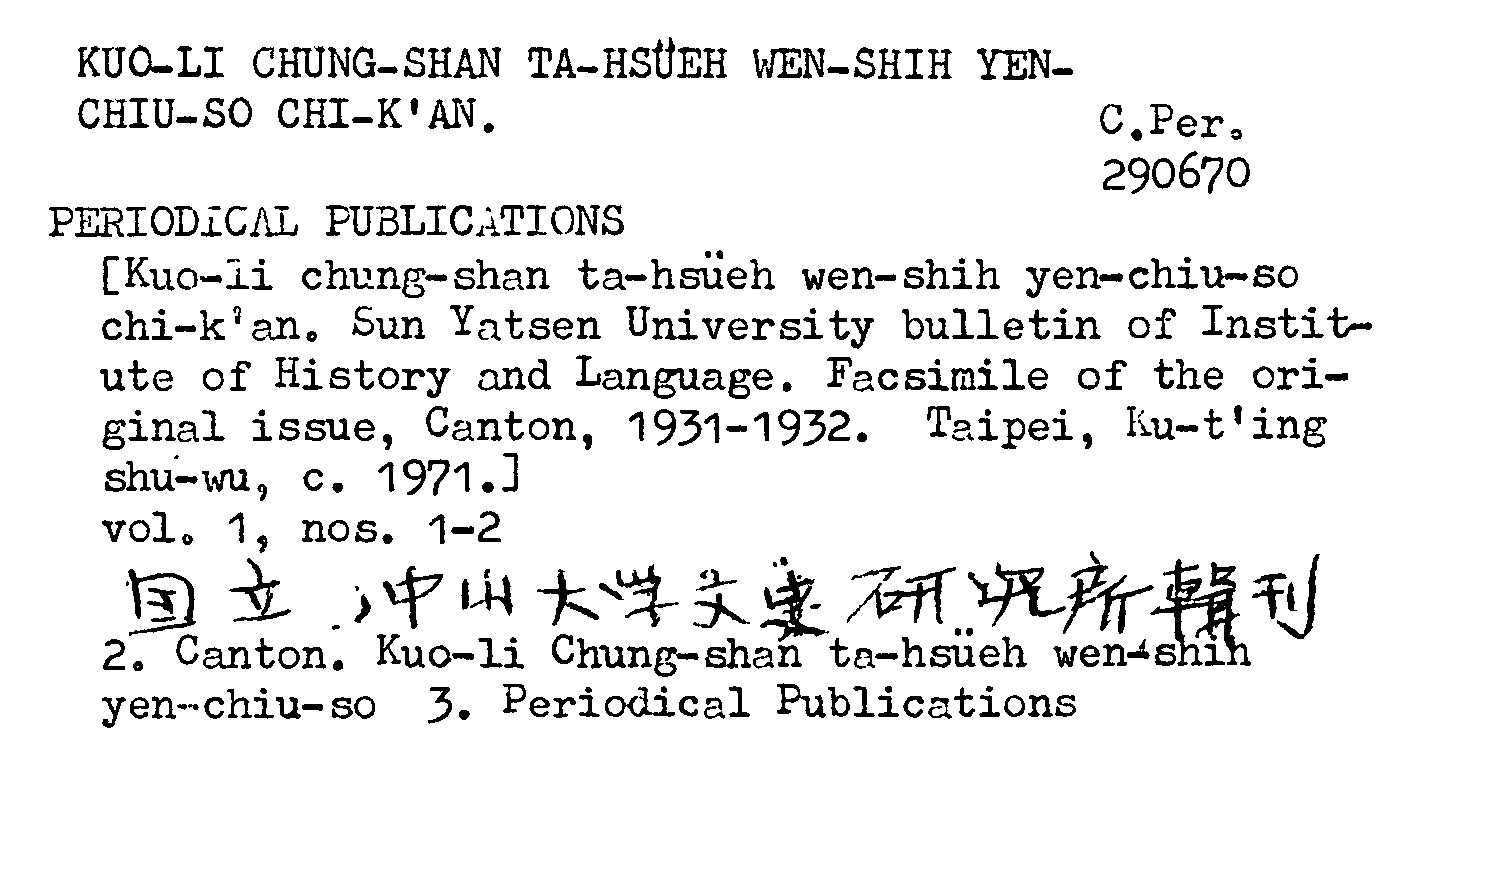 KUO-LI CHUNG-SHAN TA-HSÜEH WEN-SHIH YEN-
CHIU-SO CHI-K'AN.
C.Per.
290670
PERIODICAL PUBLICATIONS
[Kuo-li chung-shan ta-hsüeh wen-shih yen-chiu-so
chi-k'an. Sun Yatsen University bulletin of Instit-
ute of History and Language. Facsimile of the ori-
ginal issue, Canton, 1931-1932. Taipei, Ku-t'ing
shu-wu, c. 1971.]
vol. 1, nos. 1-2
国立中山大学文史研究所輯刊
2. Canton. Kuo-li Chung-shan ta-hsüeh wen-shih
yen-chiu-so 3. Periodical Publications